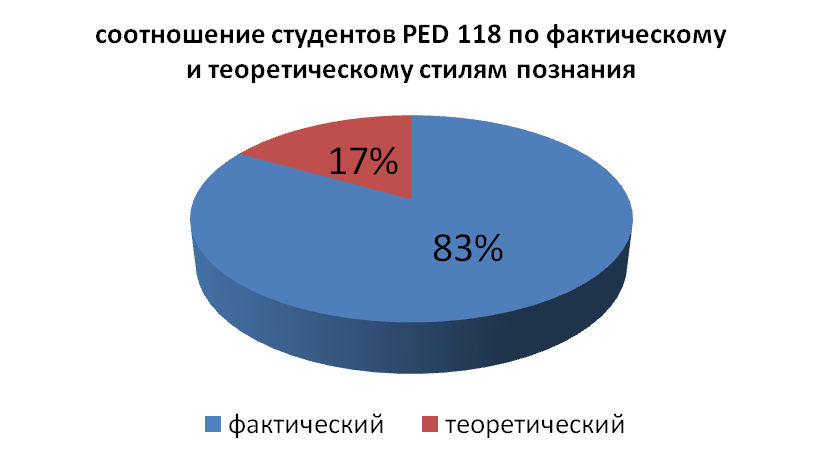 соотношение студентов PED 118 по фактическому
и теоретическому стилям познания
17%
83%
фактический теоретический